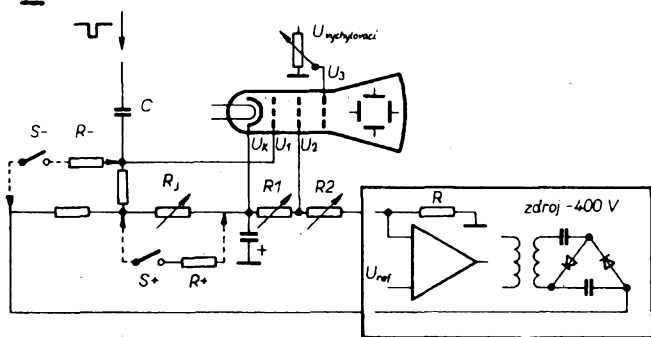 U vychylovací
U3
C
S-
R-
UK
U1
U2
RJ
R1
R2
R
zdroj -400 V
S+
R+
+
Uref